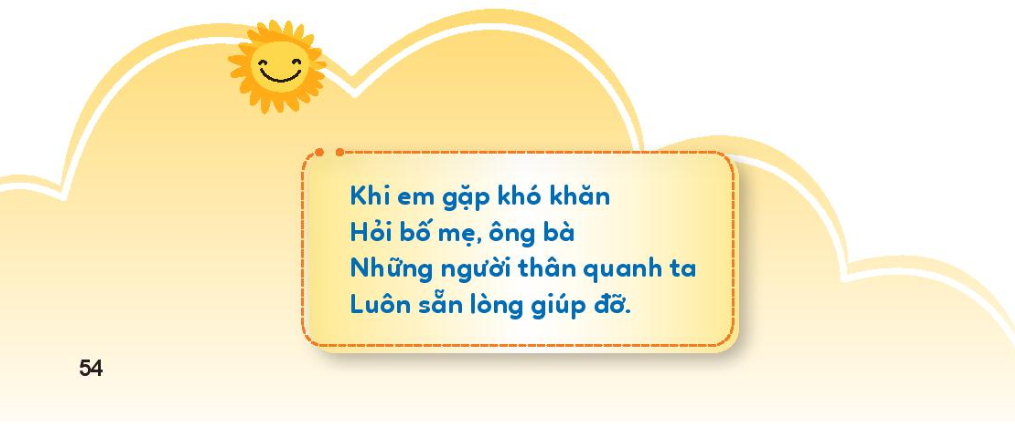 Khi em gặp khó khăn
Hỏi bố mẹ, ông bà
Những người thân quanh ta
Luôn sẵn lòng giúp đỡ.
54